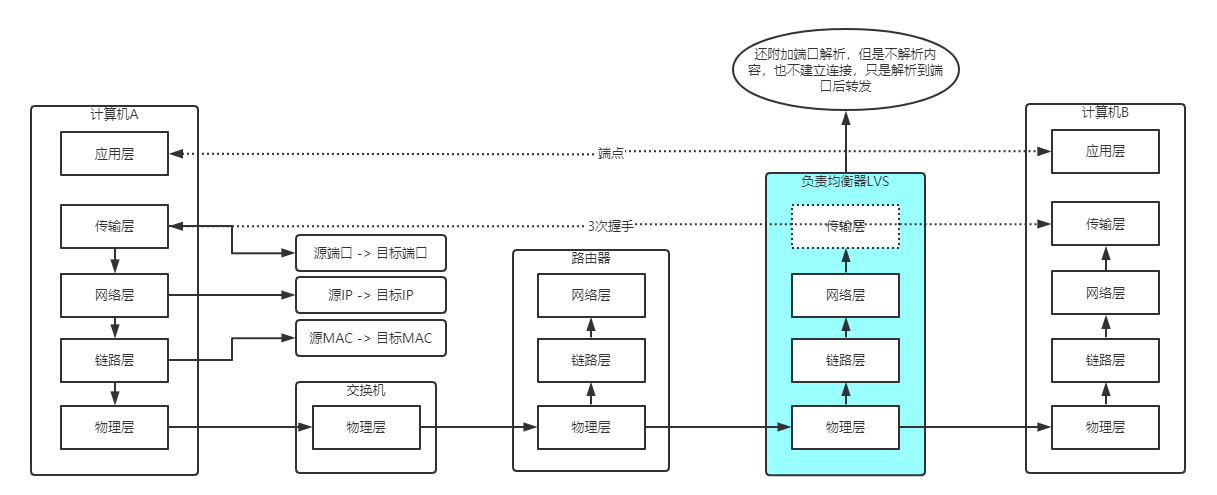 还附加端口解析，但是不解析内
容，也不建立连接，只是解析到端
口后转发
计算机A
应用层
传输层
网络层
链路层
物理层
源端口 -> 目标端口
源IP -> 目标IP
源MAC -> 目标MAC
端点
3次握手
交换机
物理层
路由器
网络层
链路层
物理层
负责均衡器LVS
传输层
网络层
链路层
物理层
计算机B
应用层
传输层
网络层
链路层
物理层